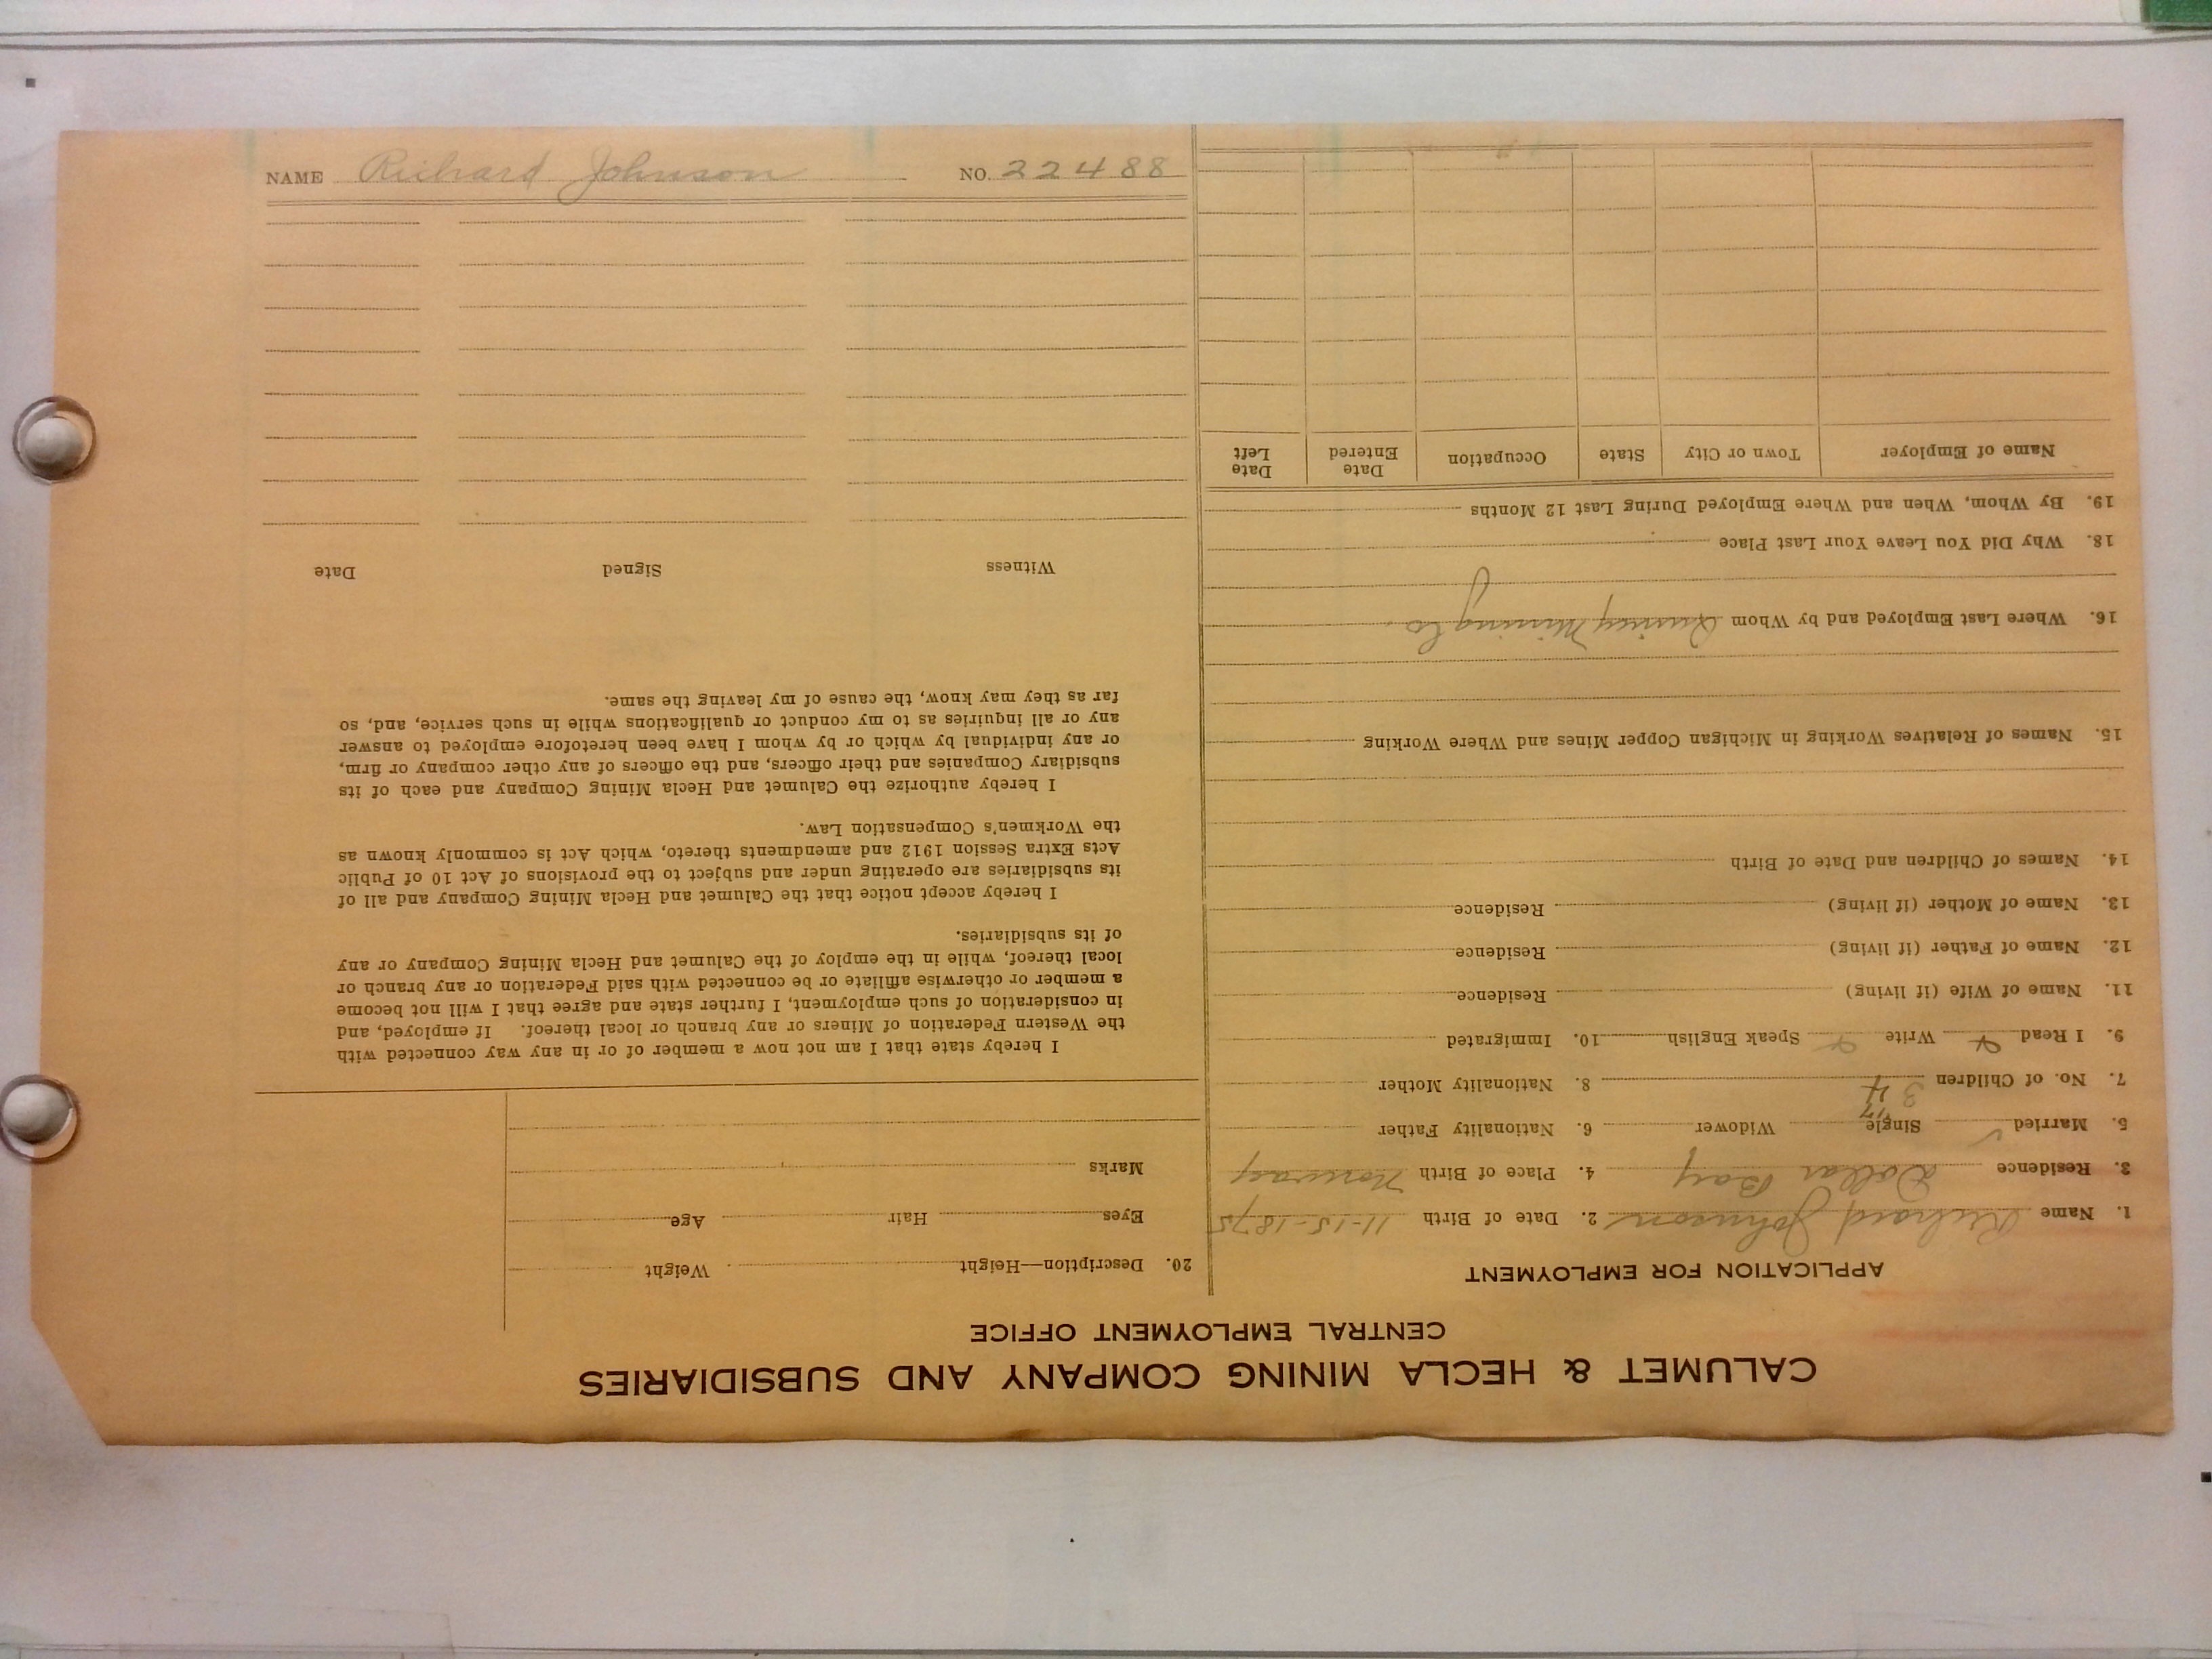 NAME Richard Johnson NO. 22488
CALUMET & HECLA MINING COMPANY AND SUBSIDIARIES
CENTRAL EMPLOYMENT OFFICE
APPLICATION FOR EMPLOYMENT
1. Name Richard Johnson 2. Date of Birth 11-15-1875
3. Residence Dollar Bay 4. Place of Birth Norway
5. Married ✓ Single Widower 6. Nationality Father
7. No. of Children 3 4 8. Nationality Mother
9. I Read Write Speak English 10. Immigrated
11. Name of Wife (if living) Residence
12. Name of Father (if living) Residence
13. Name of Mother (if living) Residence
14. Names of Children and Date of Birth
15. Names of Relatives Working in Michigan Copper Mines and Where Working
16. Where Last Employed and by Whom Quincy Mining Co.
18. Why Did You Leave Your Last Place
19. By Whom, When and Where Employed During Last 12 Months
Name of Employer Town or City State Occupation Date Entered Date Left
20. Description—Height Weight
Eyes Hair Age
Marks
I hereby state that I am not now a member of or in any way connected with
the Western Federation of Miners or any branch or local thereof. If employed, and
in consideration of such employment, I further state and agree that I will not become
a member or otherwise affiliate or be connected with said Federation or any branch or
local thereof, while in the employ of the Calumet and Hecla Mining Company or any
of its subsidiaries.
I hereby accept notice that the Calumet and Hecla Mining Company and all of
its subsidiaries are operating under and subject to the provisions of Act 10 of Public
Acts Extra Session 1912 and amendments thereto, which Act is commonly known as
the Workmen's Compensation Law.
I hereby authorize the Calumet and Hecla Mining Company and each of its
subsidiary Companies and their officers, and the officers of any other company or firm,
or any individual by which or by whom I have been heretofore employed to answer
any or all inquiries as to my conduct or qualifications while in such service, and, so
far as they may know, the cause of my leaving the same.
Witness Signed Date